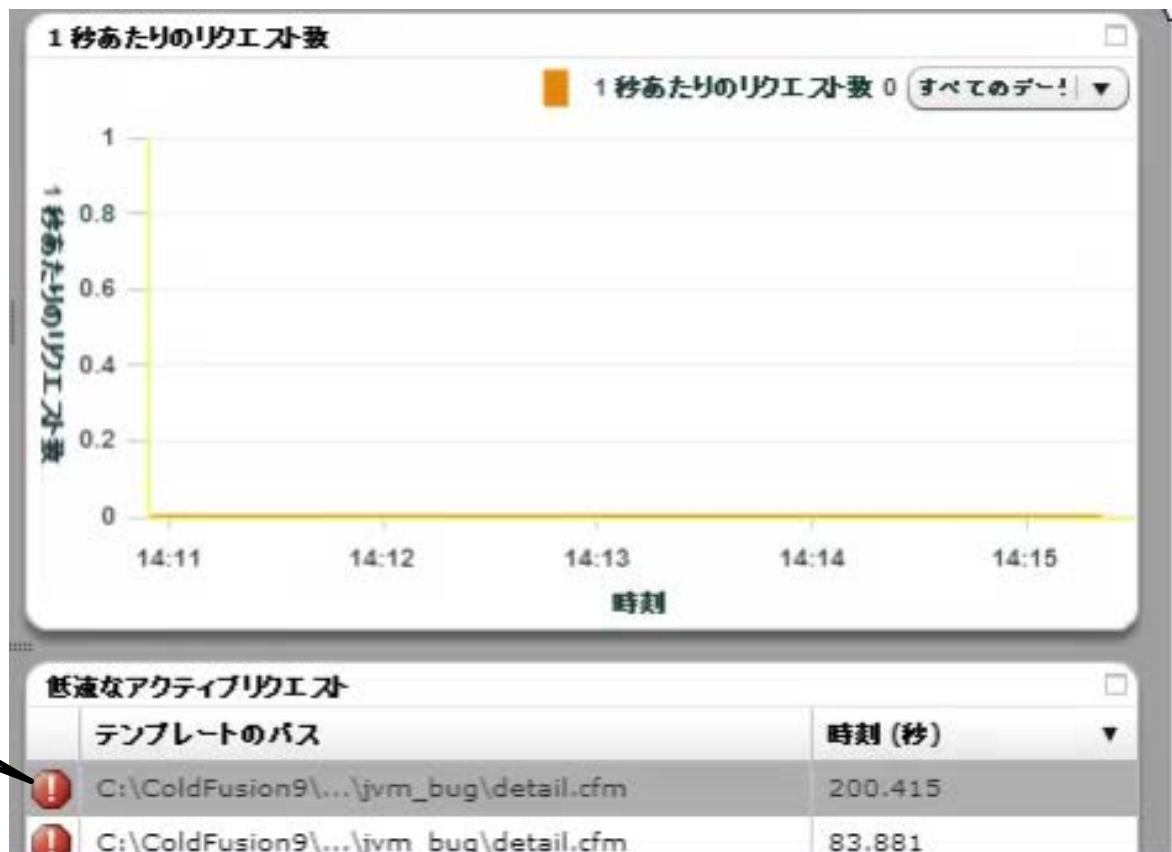 1 秒あたりのリクエスト数
1 秒あたりのリクエスト数 0 すべてのデー
1 秒あたりのリクエスト数
1
0.8
0.6
0.4
0.2
0
14:11 14:12 14:13 14:14 14:15
時刻
低速なアクティブリクエスト
テンプレートのパス 時刻 (秒) ▼
C:\ColdFusion9\...\jvm_bug\detail.cfm 200.415
C:\ColdFusion9\...\jvm_bug\detail.cfm 83.881